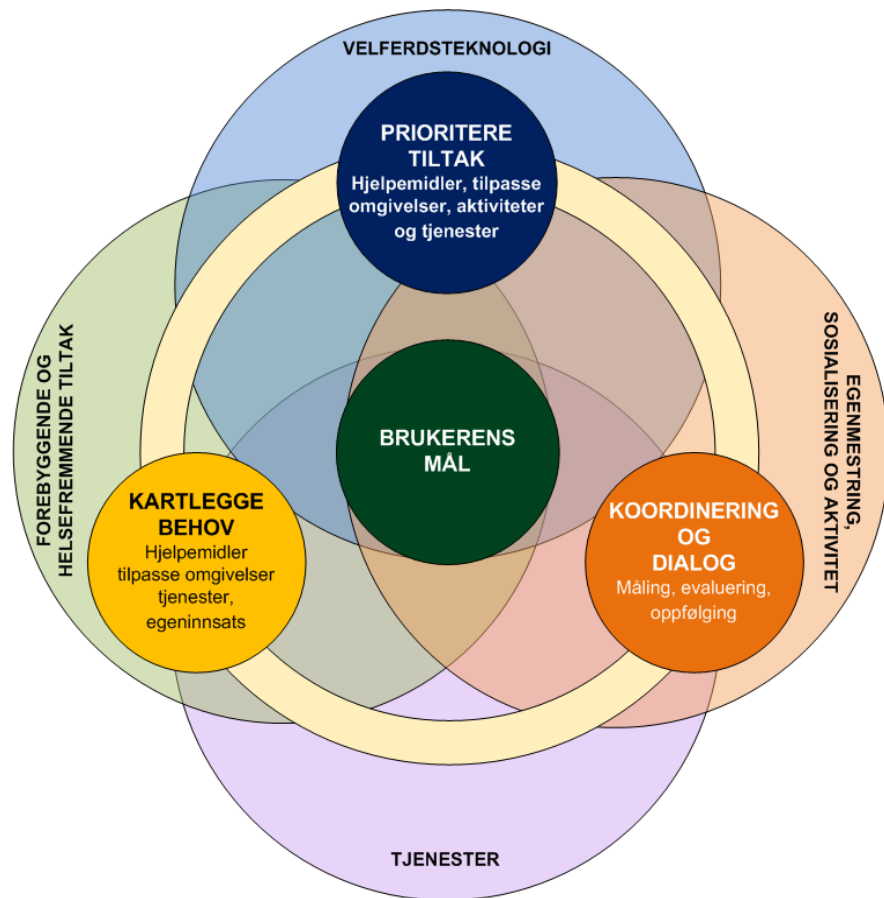 VELFERDSTEKNOLOGI
PRIORITERE
TILTAK
Hjelpemidler, tilpasse
omgivelser, aktiviteter
og tjenester
FOREBYGGENDE OG
HELSEFREMMENDE TILTAK
EGENMESTRING,
SOSIALISERING OG AKTIVITET
BRUKERENS
MÅL
KARTLEGGE
BEHOV
Hjelpemidler
tilpasse omgivelser
tjenester,
egeninnsats
KOORDINERING
OG
DIALOG
Måling, evaluering,
oppfølging
TJENESTER